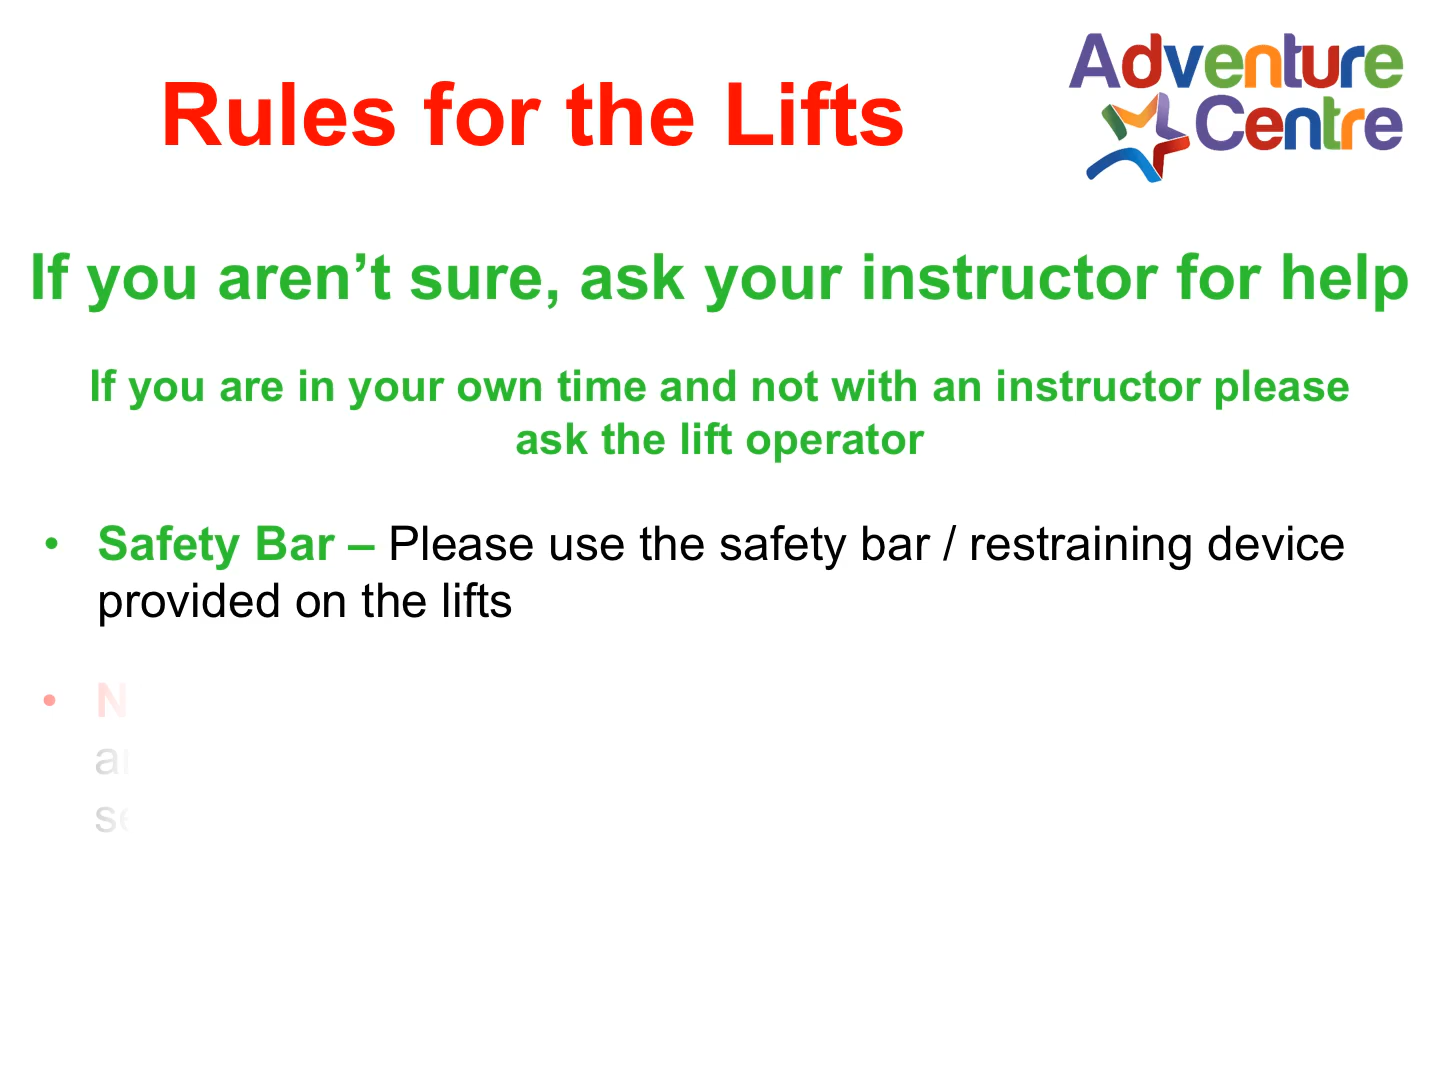 Adventure
Centre
Rules for the Lifts
If you aren’t sure, ask your instructor for help
If you are in your own time and not with an instructor please
ask the lift operator
• Safety Bar – Please use the safety bar / restraining device
provided on the lifts